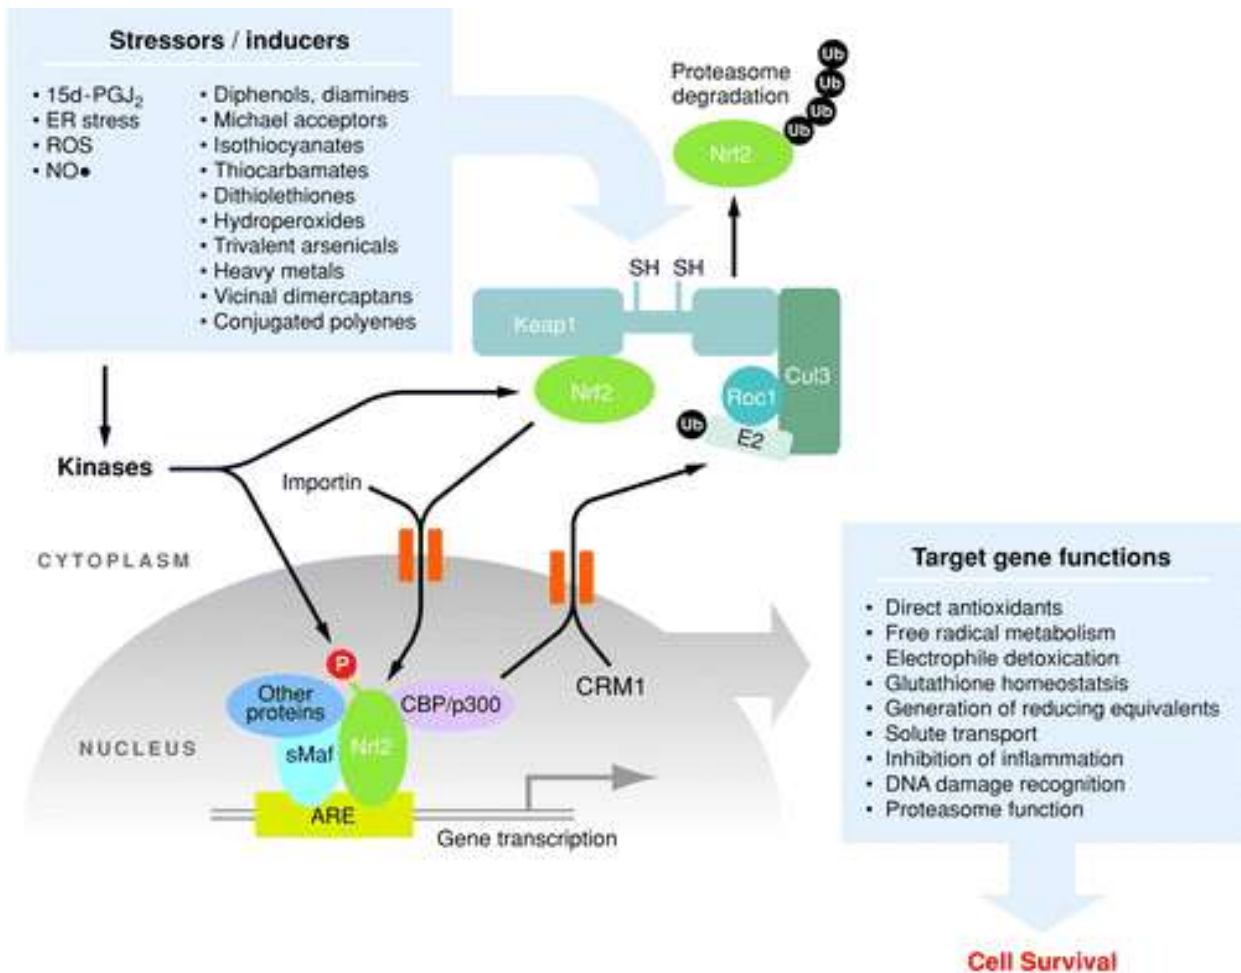 Stressors / inducers
• 15d-PGJ₂
• ER stress
• ROS
• NO●
• Diphenols, diamines
• Michael acceptors
• Isothiocyanates
• Thiocarbamates
• Dithiolethiones
• Hydroperoxides
• Trivalent arsenicals
• Heavy metals
• Vicinal dimercaptans
• Conjugated polyenes
Proteasome
degradation
Ub
Ub
Ub
Ub
Nrf2
SH SH
Keap1
Cul3
Nrf2
Roc1
Ub
E2
Kinases
Importin
CYTOPLASM
Target gene functions
• Direct antioxidants
• Free radical metabolism
• Electrophile detoxication
• Glutathione homeostatsis
• Generation of reducing equivalents
• Solute transport
• Inhibition of inflammation
• DNA damage recognition
• Proteasome function
P
CRM1
Other
proteins
CBP/p300
NUCLEUS
sMaf
Nrf2
ARE
Gene transcription
Cell Survival